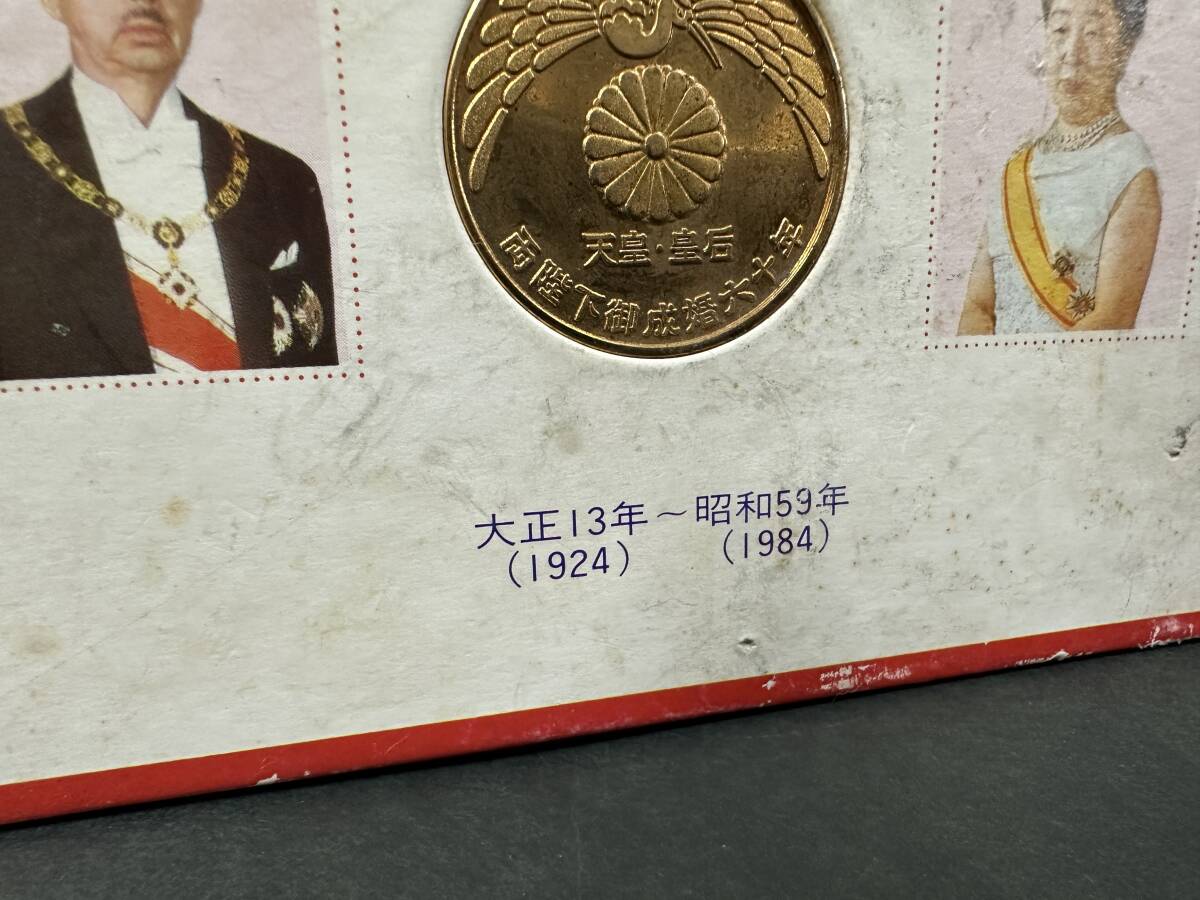 天皇・皇后
両陛下御成婚六十年
大正13年～昭和59年
(1924) (1984)